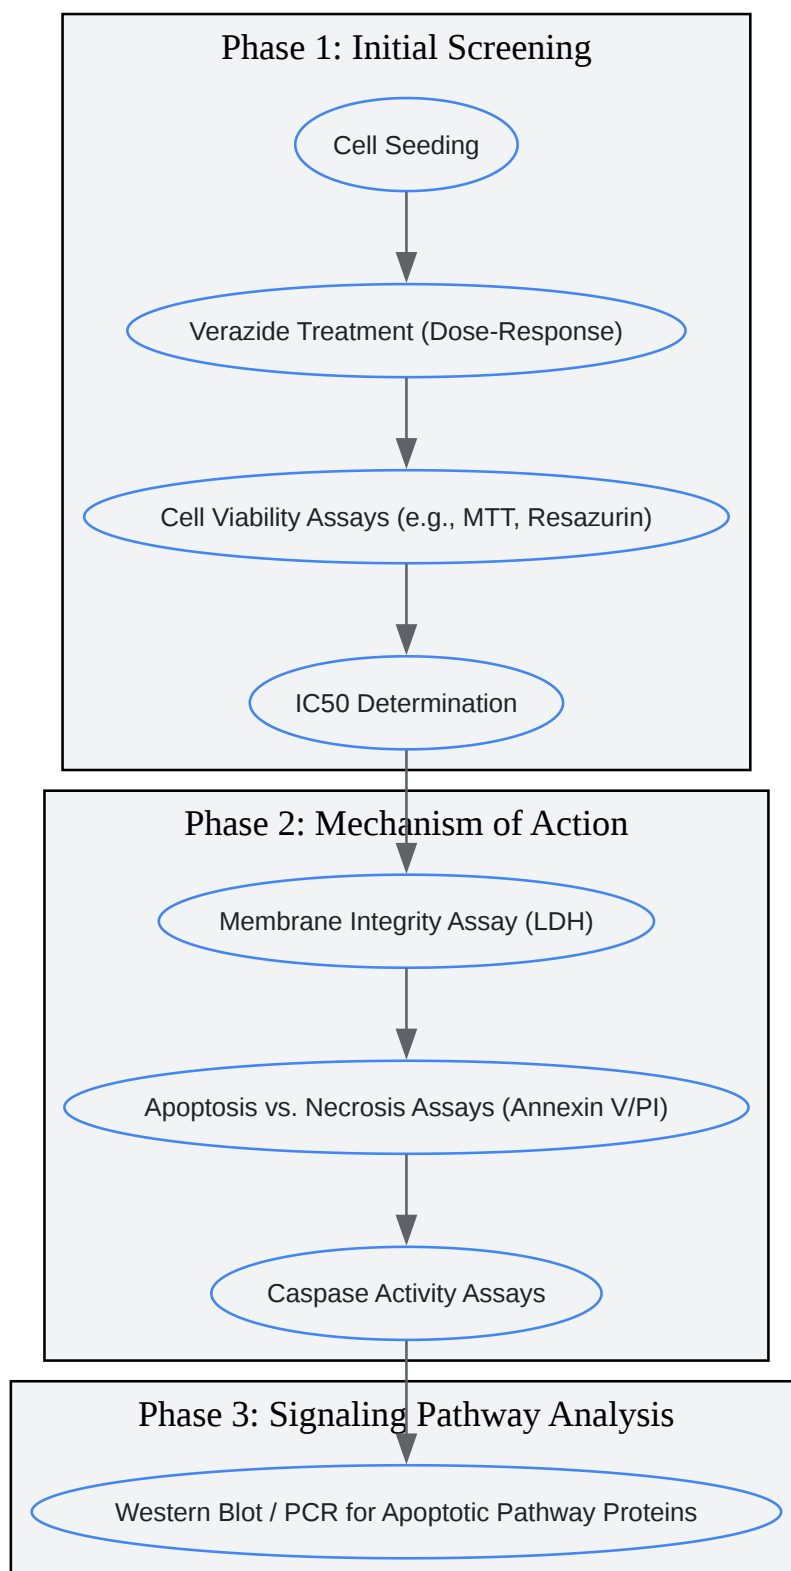 Phase 1: Initial Screening
Cell Seeding
Verazide Treatment (Dose-Response)
Cell Viability Assays (e.g., MTT, Resazurin)
IC50 Determination
Phase 2: Mechanism of Action
Membrane Integrity Assay (LDH)
Apoptosis vs. Necrosis Assays (Annexin V/PI)
Caspase Activity Assays
Phase 3: Signaling Pathway Analysis
Western Blot / PCR for Apoptotic Pathway Proteins